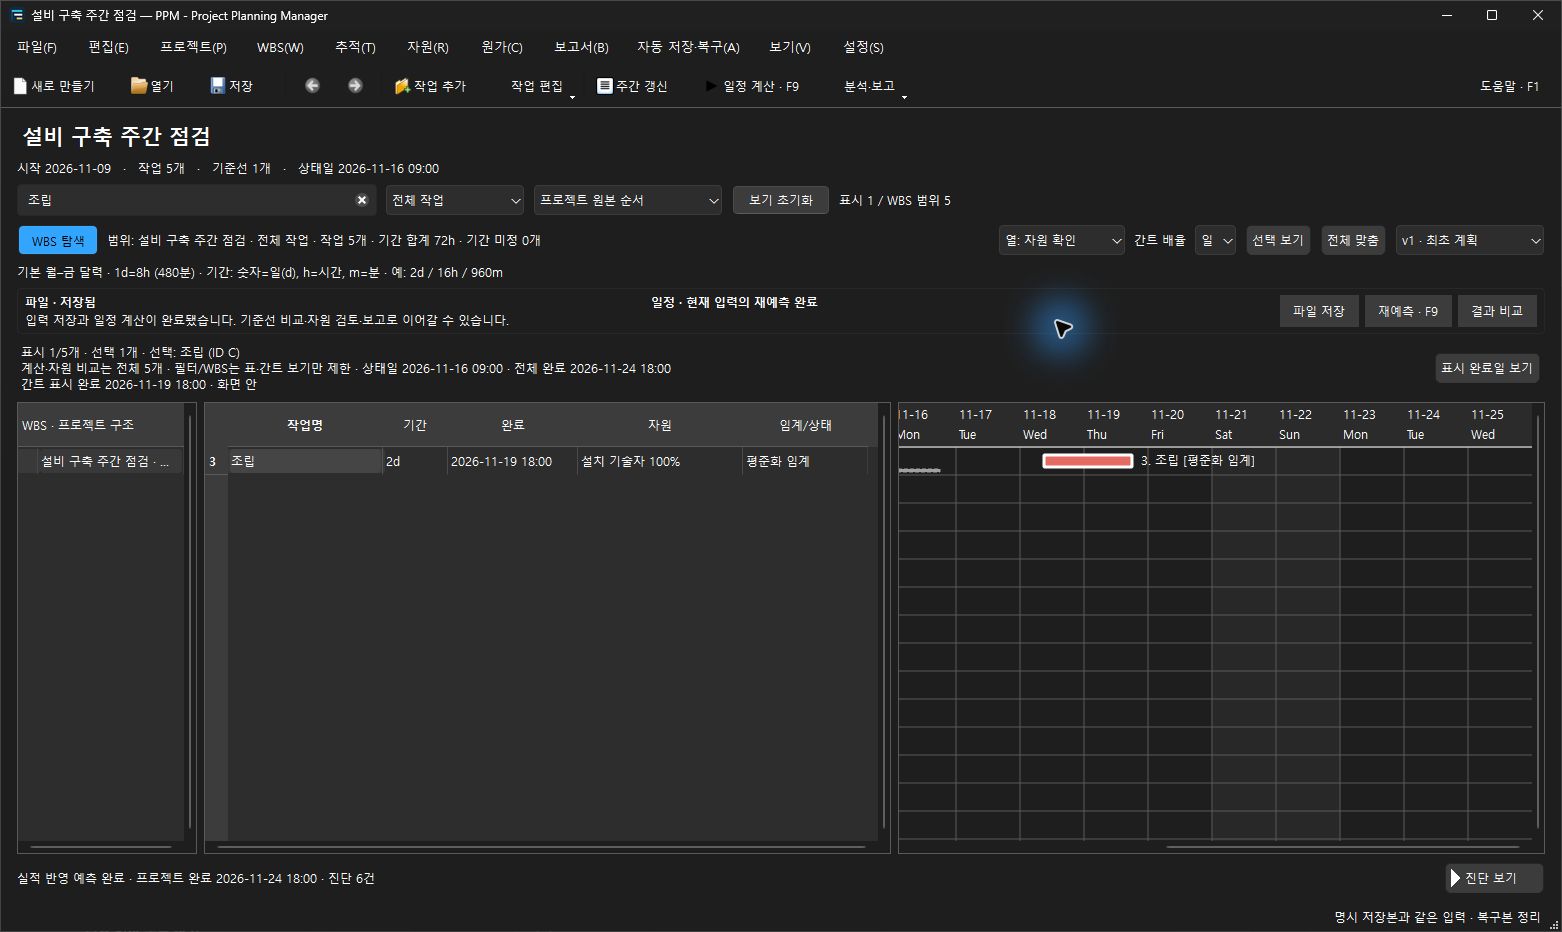 설비 구축 주간 점검 — PPM - Project Planning Manager
파일(F) 편집(E) 프로젝트(P) WBS(W) 추적(T) 자원(R) 원가(C) 보고서(B) 자동 저장·복구(A) 보기(V) 설정(S)
새로 만들기 열기 저장 작업 추가 작업 편집 주간 갱신 일정 계산 · F9 분석·보고 도움말 · F1
설비 구축 주간 점검
시작 2026-11-09 · 작업 5개 · 기준선 1개 · 상태일 2026-11-16 09:00
조립 전체 작업 프로젝트 원본 순서 보기 초기화 표시 1 / WBS 범위 5
WBS 탐색 범위: 설비 구축 주간 점검 · 전체 작업 · 작업 5개 · 기간 합계 72h · 기간 미정 0개 열: 자원 확인 간트 배율 일 선택 보기 전체 맞춤 v1 · 최초 계획
기본 월–금 달력 · 1d=8h (480분) · 기간: 숫자=일(d), h=시간, m=분 · 예: 2d / 16h / 960m
파일 · 저장됨 일정 · 현재 입력의 재예측 완료
입력 저장과 일정 계산이 완료됐습니다. 기준선 비교·자원 검토·보고로 이어갈 수 있습니다.
파일 저장 재예측 · F9 결과 비교
표시 1/5개 · 선택 1개 · 선택: 조립 (ID C)
계산·자원 비교는 전체 5개 · 필터/WBS는 표·간트 보기만 제한 · 상태일 2026-11-16 09:00 · 전체 완료 2026-11-24 18:00
간트 표시 완료 2026-11-19 18:00 · 화면 안
표시 완료일 보기
WBS · 프로젝트 구조 작업명 기간 완료 자원 임계/상태
11-16 11-17 11-18 11-19 11-20 11-21 11-22 11-23 11-24 11-25
Mon Tue Wed Thu Fri Sat Sun Mon Tue Wed
설비 구축 주간 점검 · ... 3 조립 2d 2026-11-19 18:00 설치 기술자 100% 평준화 임계 3. 조립 [평준화 임계]
실적 반영 예측 완료 · 프로젝트 완료 2026-11-24 18:00 · 진단 6건 진단 보기
명시 저장본과 같은 입력 · 복구본 정리